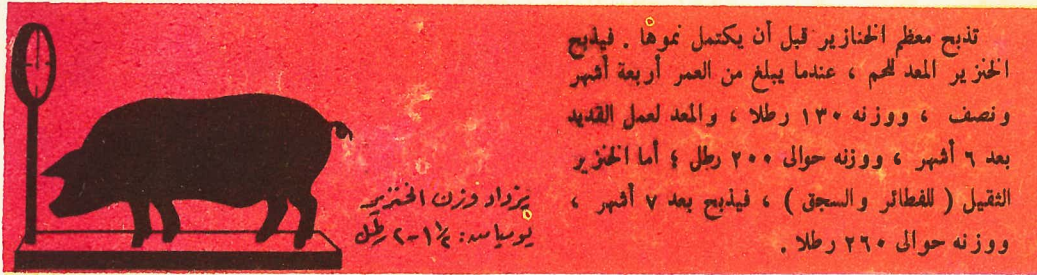 تذبح معظم الخنازير قبل أن يكتمل نموها . فيذبح
الخنزير المعد للحم ، عندما يبلغ من العمر أربعة أشهر
ونصف ، ووزنه ١٣٠ رطلا ، والمعد لعمل القديد
بعد ٦ أشهر ، ووزنه حوالى ٢٠٠ رطل ؛ أما الخنزير
الثقيل ( للفطائر والسجق ) ، فيذبح بعد ٧ أشهر ،
ووزنه حوالى ٢٦٠ رطلا .
يزداد وزن الخنزير
يوميا من : ١½-٢ رطل